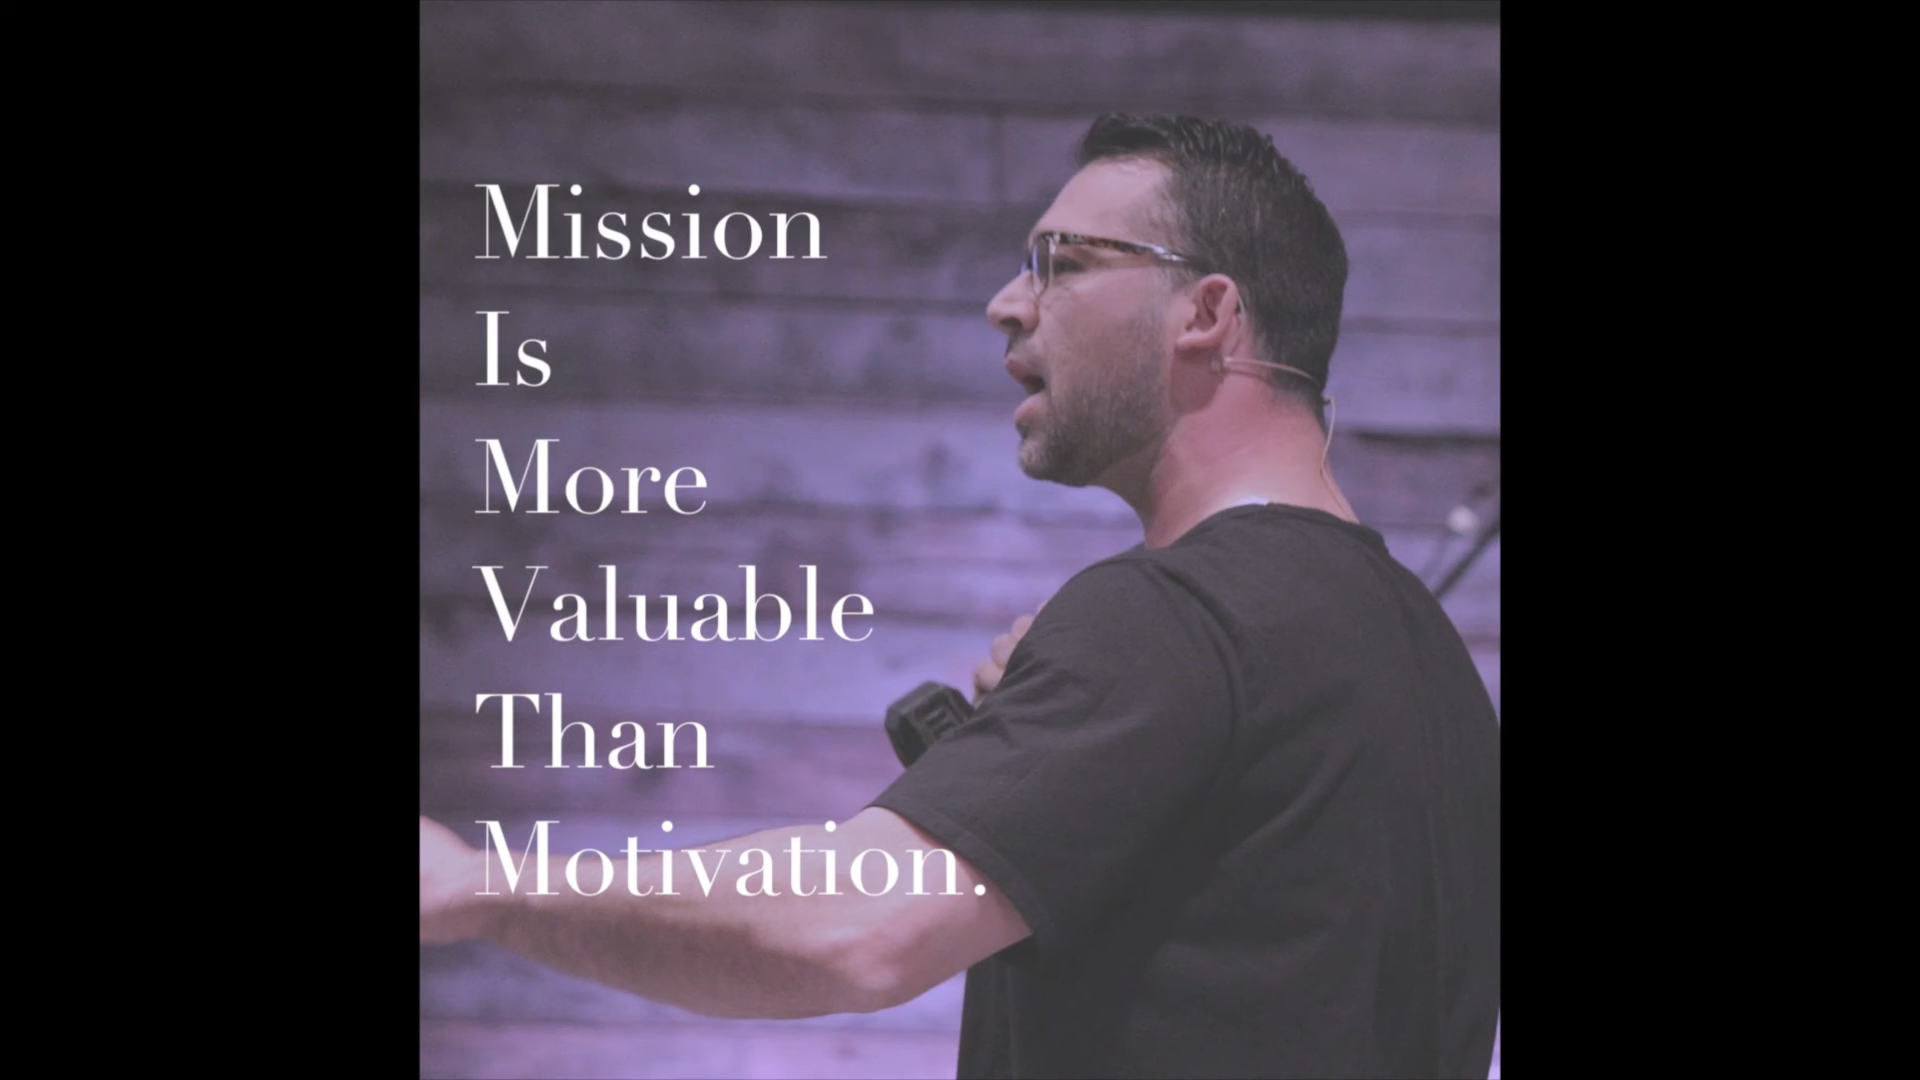 Mission
Is
More
Valuable
Than
Motivation.